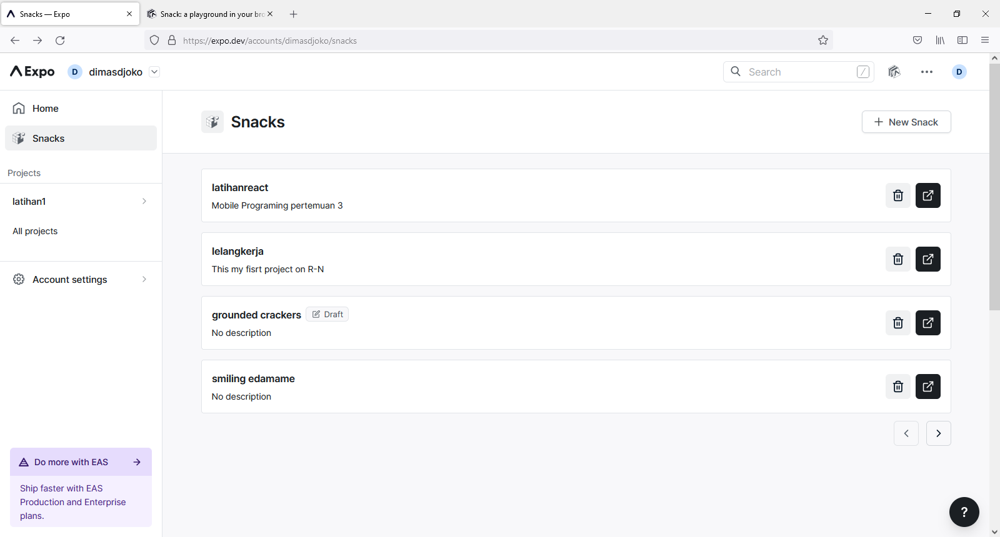 Snacks — Expo
Snack: a playground in your bro
https://expo.dev/accounts/dimasdjoko/snacks
Expo
D
dimasdjoko
Search
/
D
Home
Snacks
Projects
latihan1
All projects
Account settings
Do more with EAS
Ship faster with EAS
Production and Enterprise
plans.
Snacks
New Snack
latihanreact
Mobile Programing pertemuan 3
lelangkerja
This my fisrt project on R-N
grounded crackers
Draft
No description
smiling edamame
No description
?